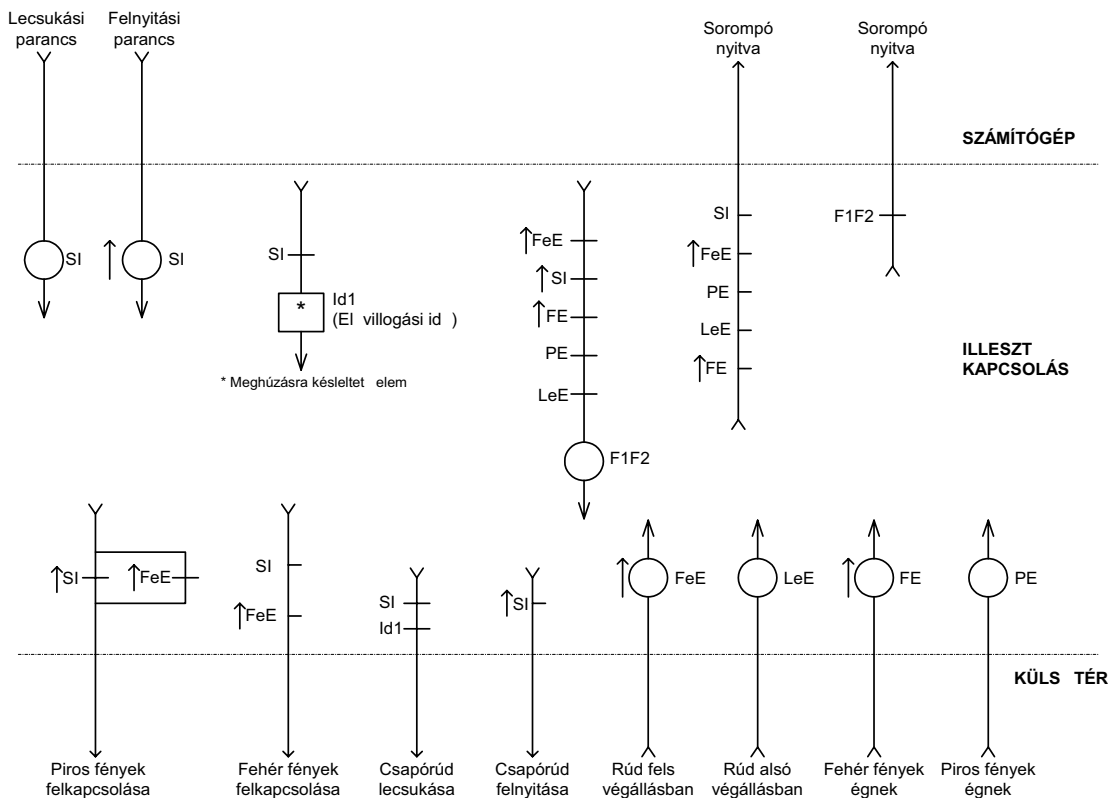 Lecsukási
parancs
Felnyitási
parancs
Sorompó
nyitva
Sorompó
nyitva
SZÁMÍTÓGÉP
SI
SI
SI
*
Id1
(El villogási id )
* Meghúzásra késleltet elem
FeE
SI
FE
PE
LeE
F1F2
SI
FeE
PE
LeE
FE
F1F2
ILLESZT
KAPCSOLÁS
SI
FeE
SI
FeE
SI
Id1
SI
FeE
LeE
FE
PE
KÜLS TÉR
Piros fények
felkapcsolása
Fehér fények
felkapcsolása
Csapórúd
lecsukása
Csapórúd
felnyitása
Rúd fels
végállásban
Rúd alsó
végállásban
Fehér fények
égnek
Piros fények
égnek